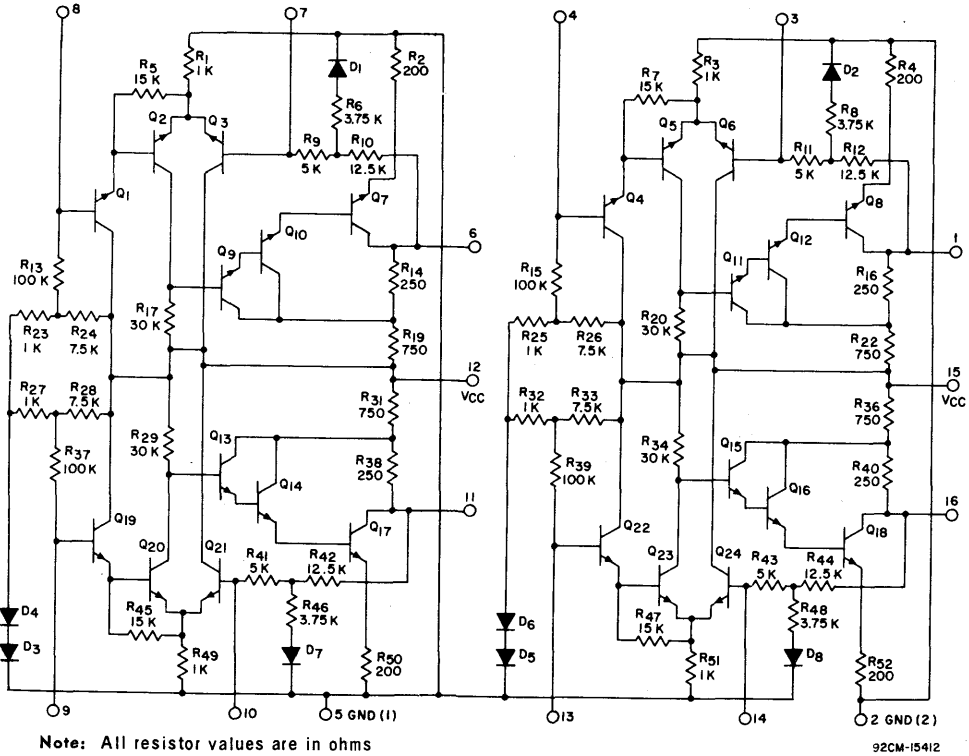 8
7
4
3
R1
1K
R5
15 K
R2
200
D1
R6
3.75 K
Q2
Q3
R9
5K
R10
12.5K
Q1
Q7
6
Q10
Q9
R13
100 K
R14
250
R17
30 K
R23
1 K
R24
7.5 K
R19
750
12
VCC
R27
1K
R28
7.5K
R31
750
R29
30 K
Q13
R37
100K
R38
250
Q14
11
Q17
Q19
Q20
Q21
R41
5 K
R42
12.5 K
D4
D3
R45
15 K
R46
3.75 K
D7
R49
1K
R50
200
9
10
5 GND (1)
R3
1K
R7
15 K
R4
200
D2
R8
3.75 K
Q5
Q6
R11
5K
R12
12.5K
Q4
Q8
1
Q12
Q11
R15
100 K
R16
250
R20
30 K
R25
1K
R26
7.5K
R22
750
15
VCC
R32
1K
R33
7.5K
R36
750
R34
30 K
Q15
R39
100K
R40
250
Q16
16
Q18
Q22
Q23
Q24
R43
5K
R44
12.5K
D6
D5
R47
15 K
R48
3.75 K
D8
R51
1K
R52
200
13
14
2 GND (2)
Note: All resistor values are in ohms
92CM-15412